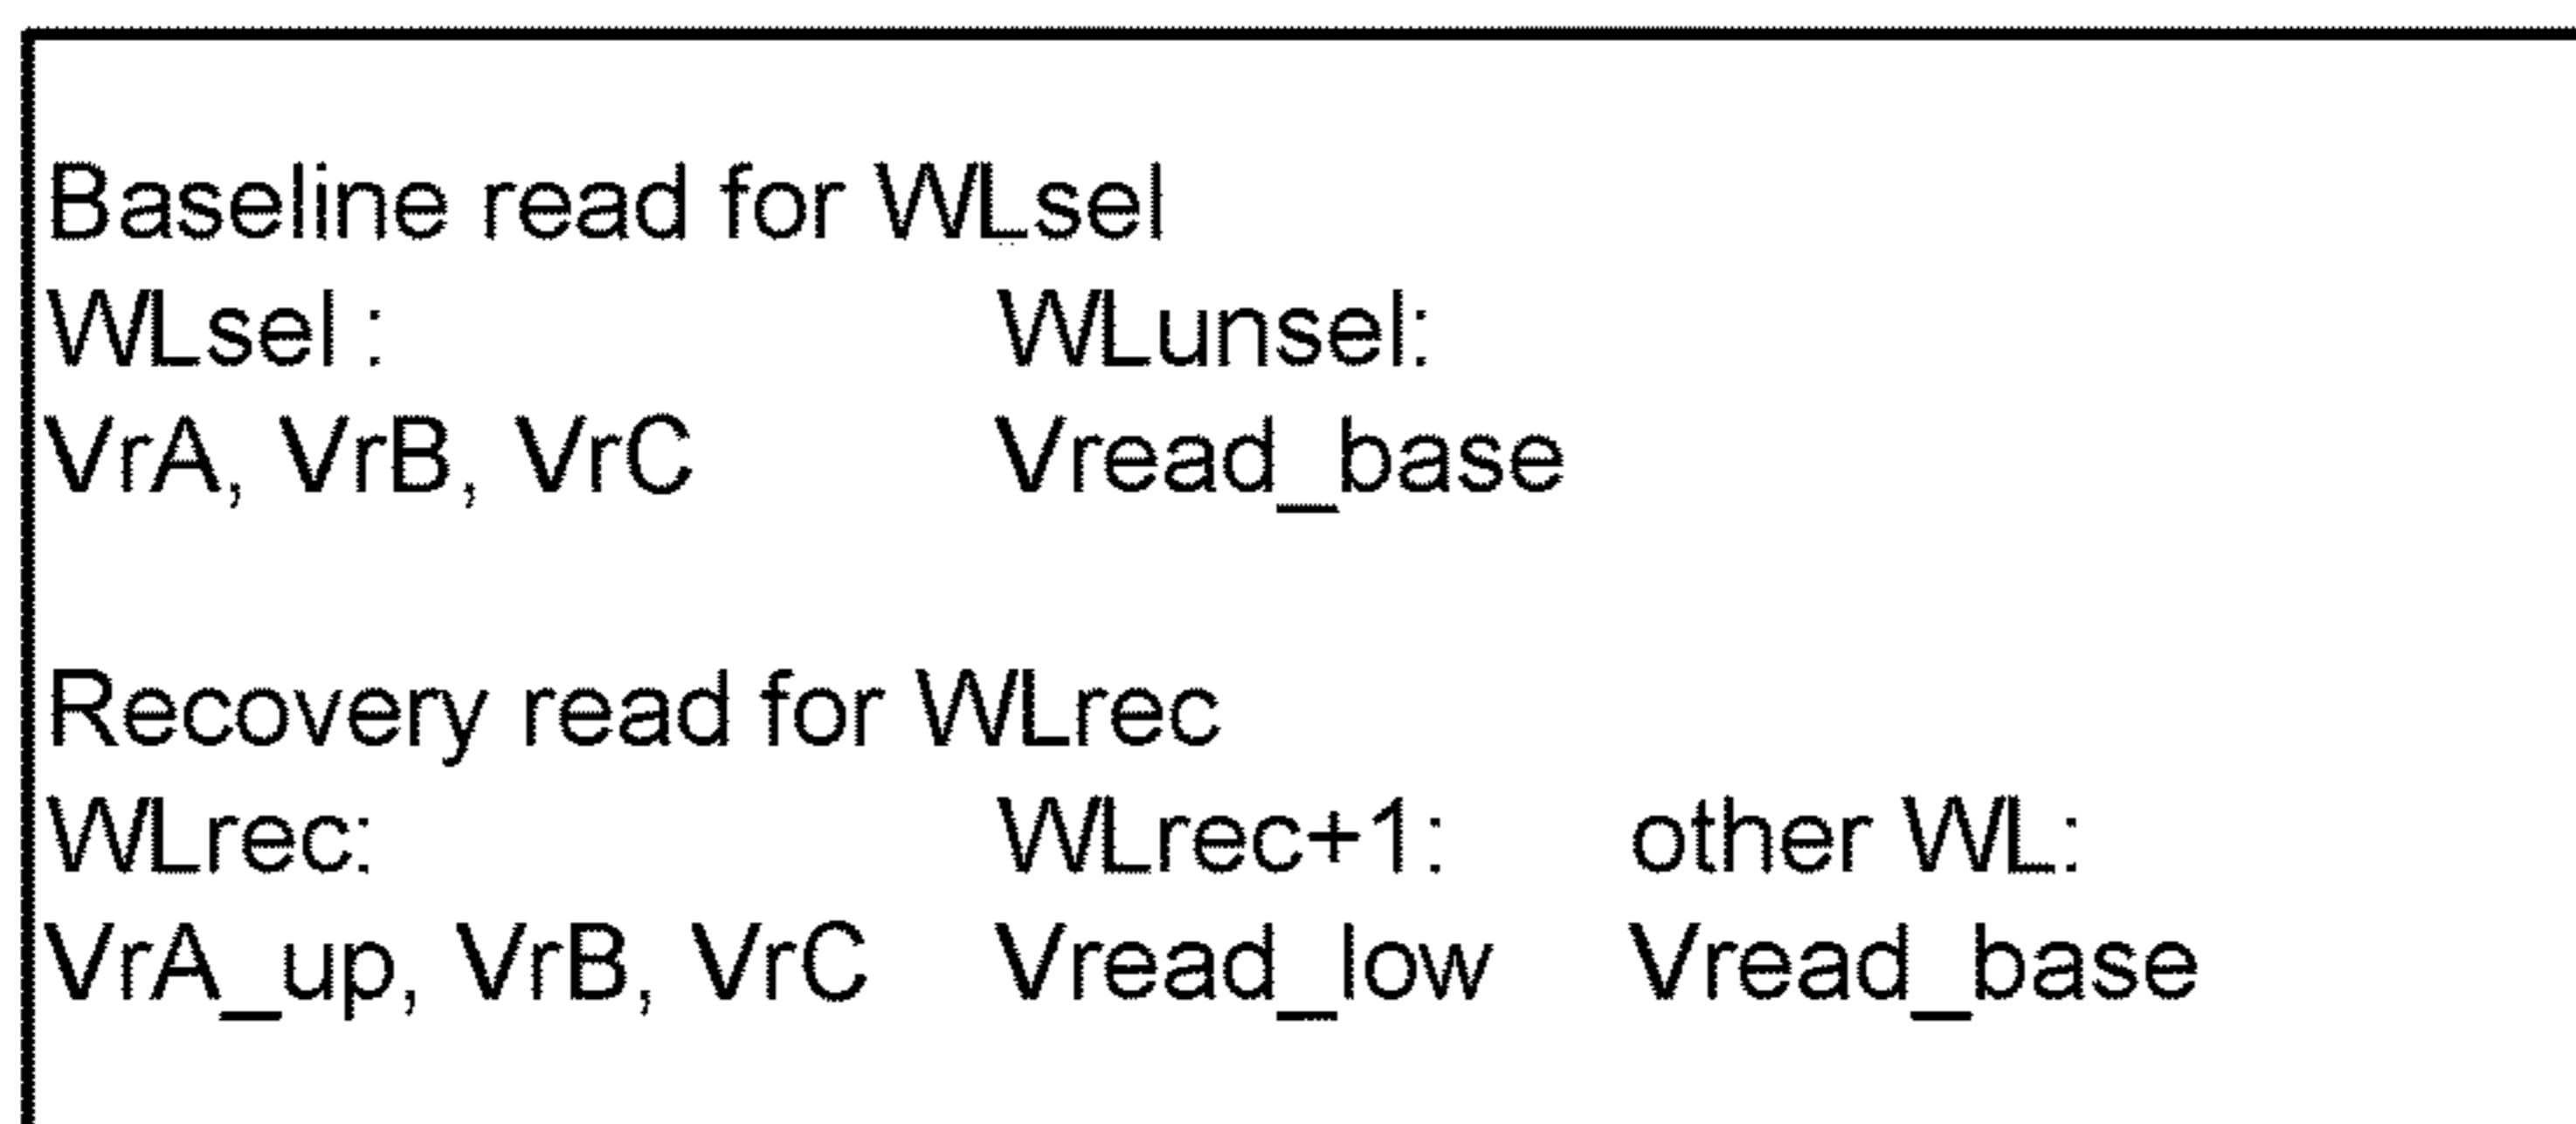 Baseline read for WLsel
WLsel : WLunsel:
VrA, VrB, VrC Vread_base
Recovery read for WLrec
WLrec: WLrec+1: other WL:
VrA_up, VrB, VrC Vread_low Vread_base